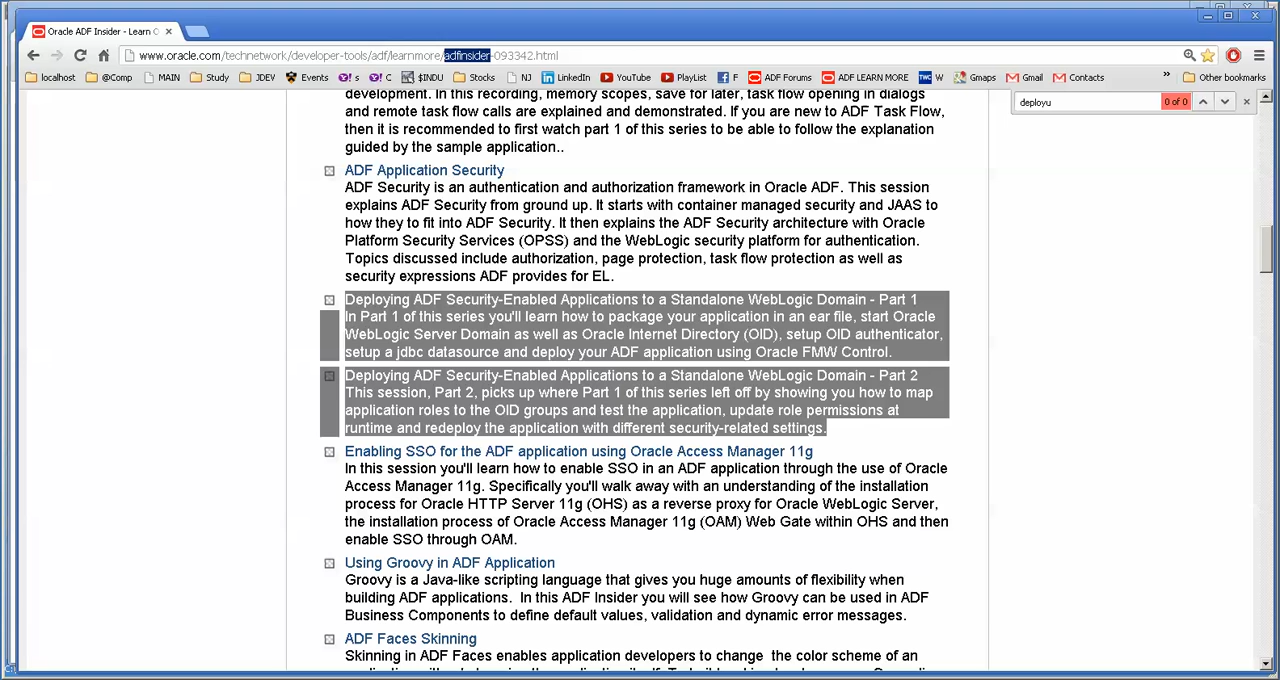 Oracle ADF Insider - Learn O
www.oracle.com/technetwork/developer-tools/adf/learnmore/adfinsider-093342.html
localhost @Comp MAIN Study JDEV Events Y! s Y! C $INDU Stocks NJ LinkedIn YouTube PlayList F ADF Forums ADF LEARN MORE TWC W Gmaps Gmail Contacts » Other bookmarks
deployu 0 of 0
development. In this recording, memory scopes, save for later, task flow opening in dialogs
and remote task flow calls are explained and demonstrated. If you are new to ADF Task Flow,
then it is recommended to first watch part 1 of this series to be able to follow the explanation
guided by the sample application..
ADF Application Security
ADF Security is an authentication and authorization framework in Oracle ADF. This session
explains ADF Security from ground up. It starts with container managed security and JAAS to
how they to fit into ADF Security. It then explains the ADF Security architecture with Oracle
Platform Security Services (OPSS) and the WebLogic security platform for authentication.
Topics discussed include authorization, page protection, task flow protection as well as
security expressions ADF provides for EL.
Deploying ADF Security-Enabled Applications to a Standalone WebLogic Domain - Part 1
In Part 1 of this series you'll learn how to package your application in an ear file, start Oracle
WebLogic Server Domain as well as Oracle Internet Directory (OID), setup OID authenticator,
setup a jdbc datasource and deploy your ADF application using Oracle FMW Control.
Deploying ADF Security-Enabled Applications to a Standalone WebLogic Domain - Part 2
This session, Part 2, picks up where Part 1 of this series left off by showing you how to map
application roles to the OID groups and test the application, update role permissions at
runtime and redeploy the application with different security-related settings.
Enabling SSO for the ADF application using Oracle Access Manager 11g
In this session you'll learn how to enable SSO in an ADF application through the use of Oracle
Access Manager 11g. Specifically you'll walk away with an understanding of the installation
process for Oracle HTTP Server 11g (OHS) as a reverse proxy for Oracle WebLogic Server,
the installation process of Oracle Access Manager 11g (OAM) Web Gate within OHS and then
enable SSO through OAM.
Using Groovy in ADF Application
Groovy is a Java-like scripting language that gives you huge amounts of flexibility when
building ADF applications. In this ADF Insider you will see how Groovy can be used in ADF
Business Components to define default values, validation and dynamic error messages.
ADF Faces Skinning
Skinning in ADF Faces enables application developers to change the color scheme of an